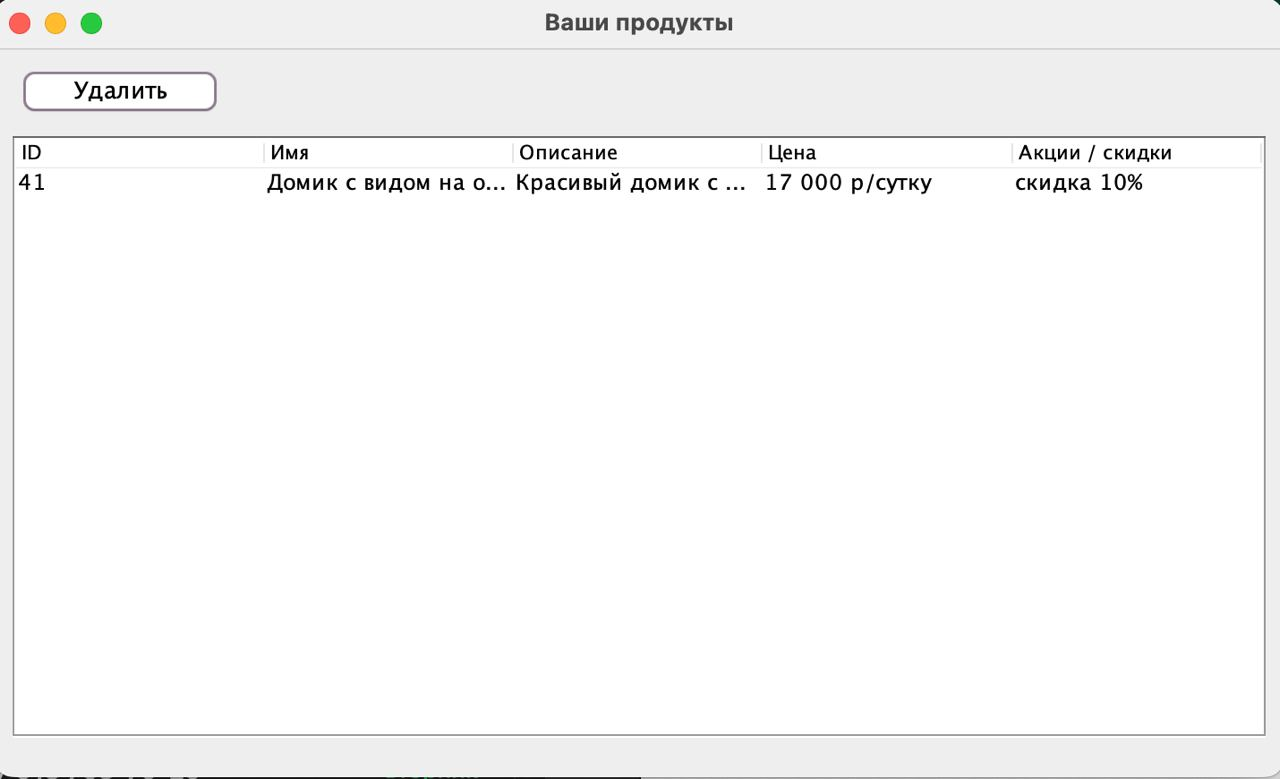 Ваши продукты
Удалить
ID Имя Описание Цена Акции / скидки
41 Домик с видом на о... Красивый домик с ... 17 000 р/сутку скидка 10%